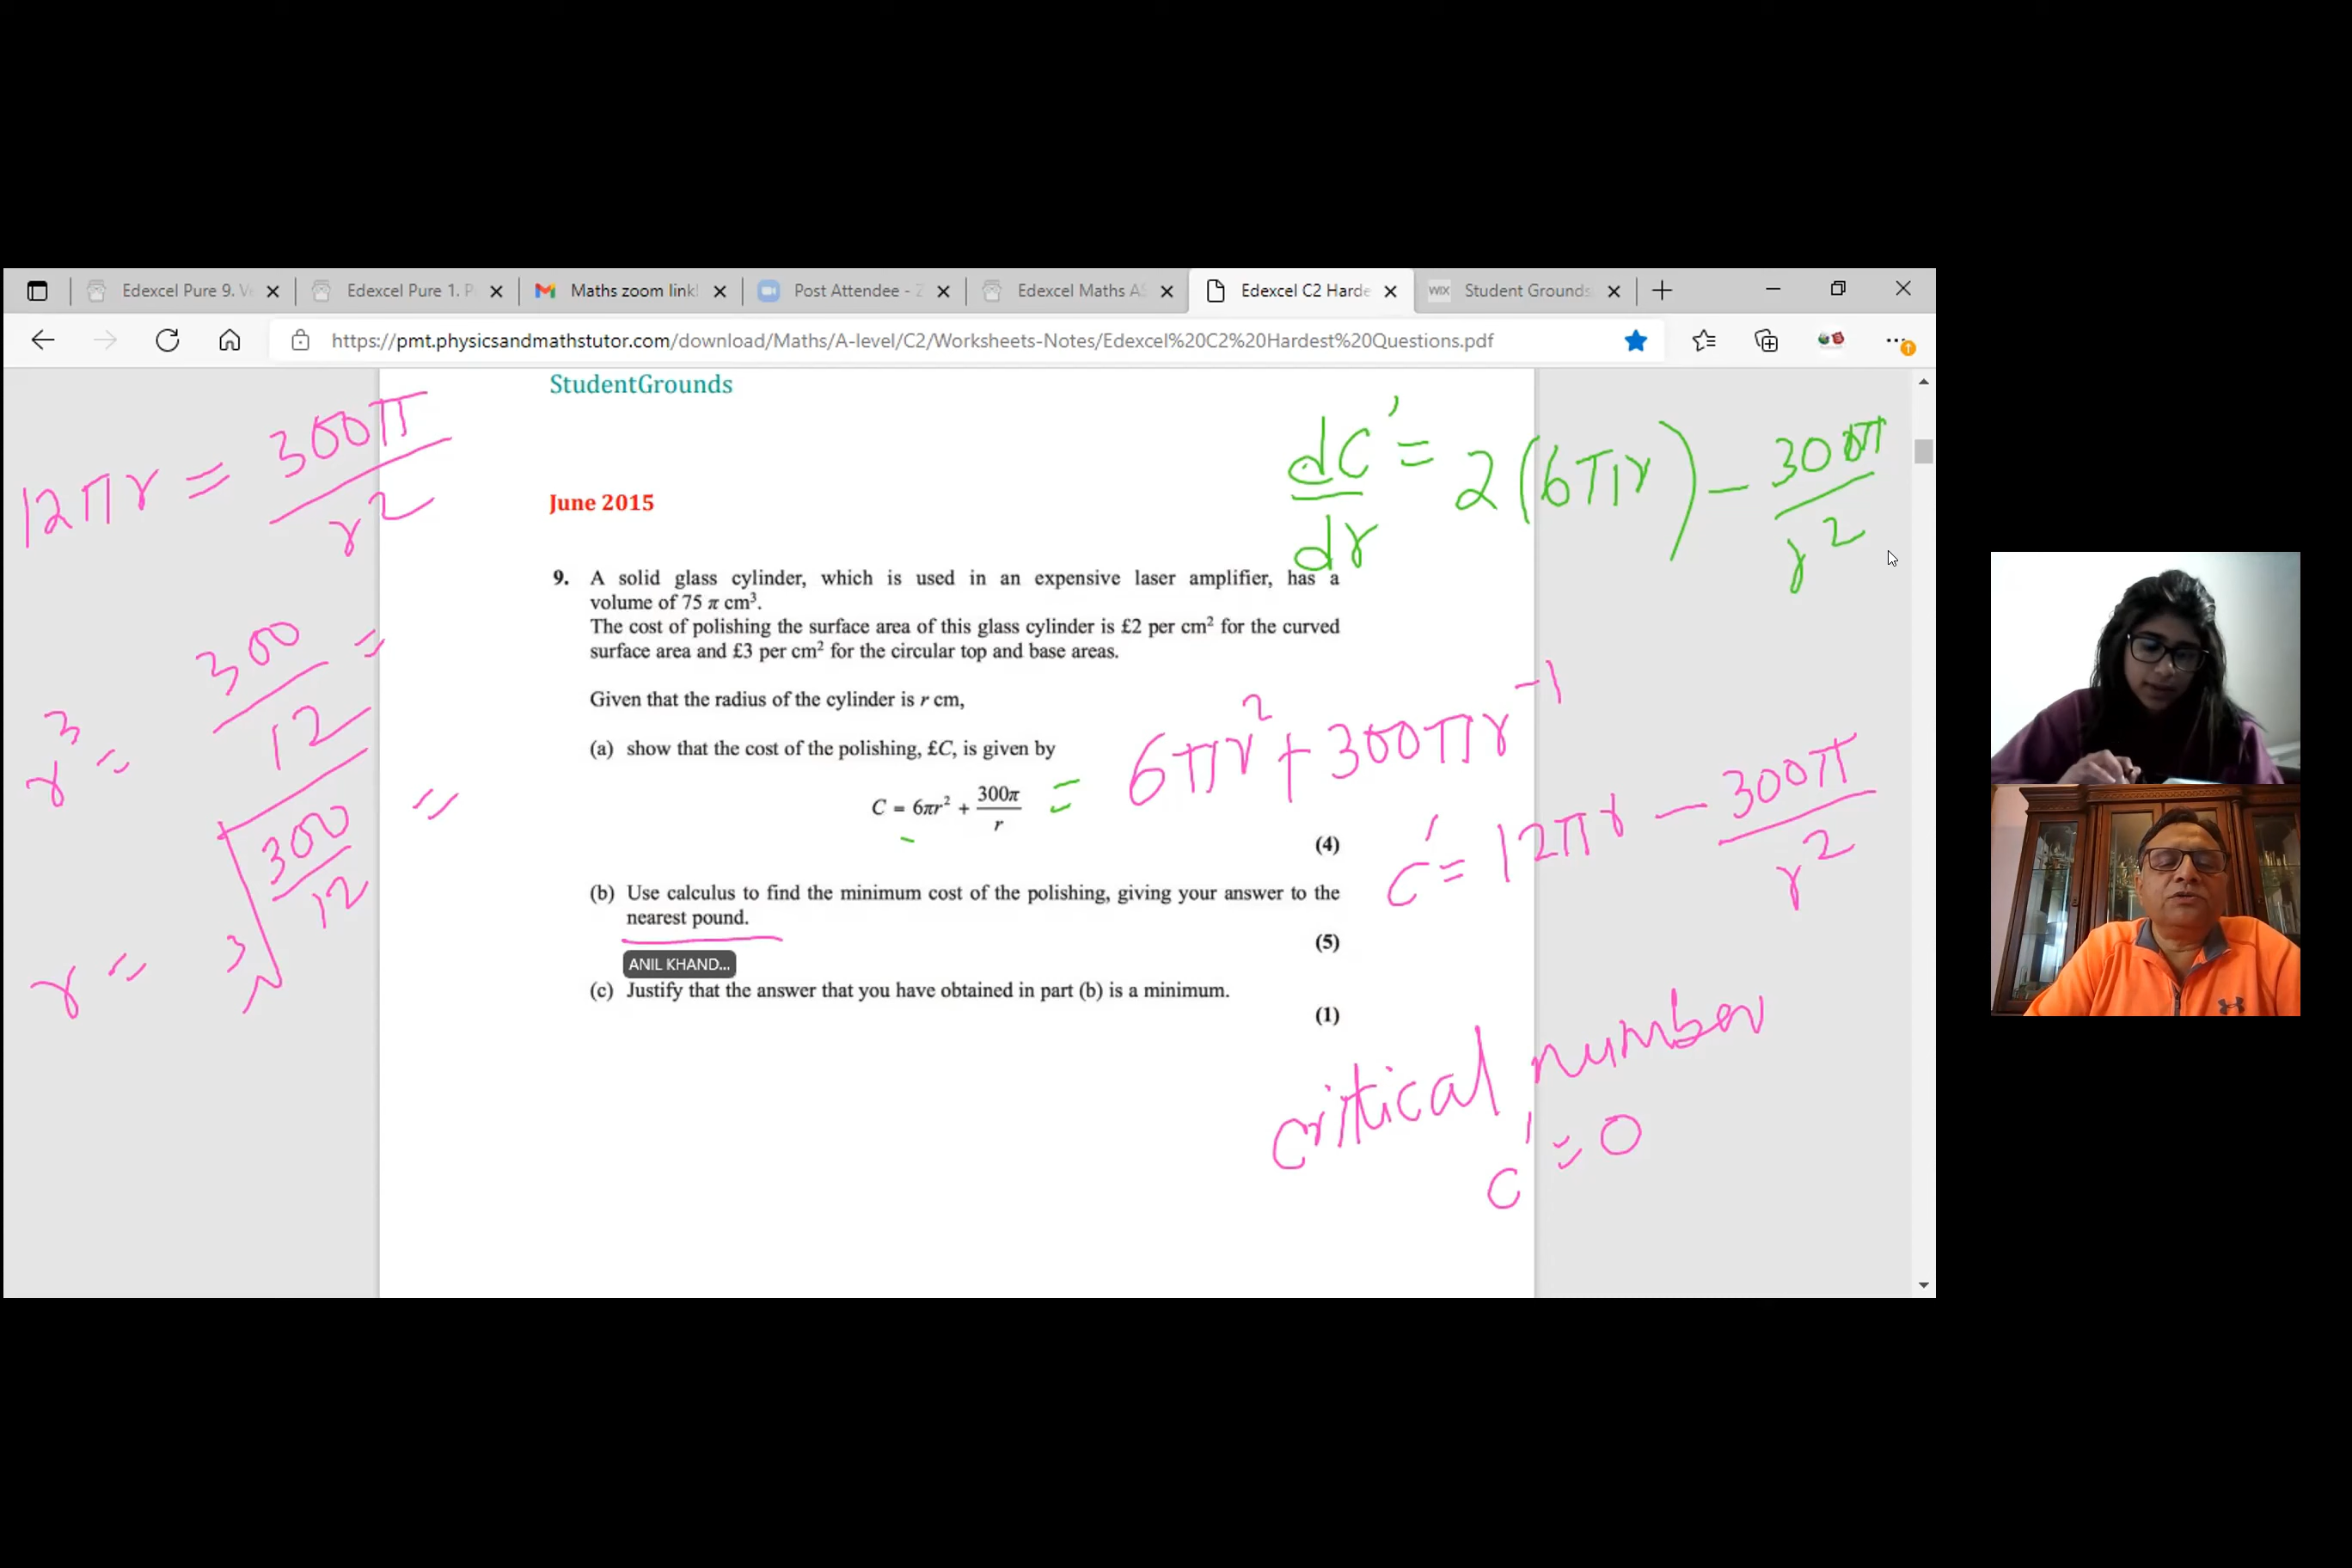 Edexcel Pure 9. V
Edexcel Pure 1. P
Maths zoom link
Post Attendee - Z
Edexcel Maths AS
Edexcel C2 Harde
WIX
Student Grounds
https://pmt.physicsandmathstutor.com/download/Maths/A-level/C2/Worksheets-Notes/Edexcel%20C2%20Hardest%20Questions.pdf
StudentGrounds
12πr = 300π/r²
dC'/dr = 2(6πr) - 300π/r²
June 2015
9. A solid glass cylinder, which is used in an expensive laser amplifier, has a
volume of 75 π cm³.
The cost of polishing the surface area of this glass cylinder is £2 per cm² for the curved
surface area and £3 per cm² for the circular top and base areas.
Given that the radius of the cylinder is r cm,
r³ = 300/12 =
(a) show that the cost of the polishing, £C, is given by
C = 6πr² + 300π/r = 6πr² + 300πr⁻¹
(4)
C' = 12πr - 300π/r²
(b) Use calculus to find the minimum cost of the polishing, giving your answer to the
nearest pound.
(5)
r = ³√300/12 =
ANIL KHAND...
(c) Justify that the answer that you have obtained in part (b) is a minimum.
(1)
critical number
C' = 0